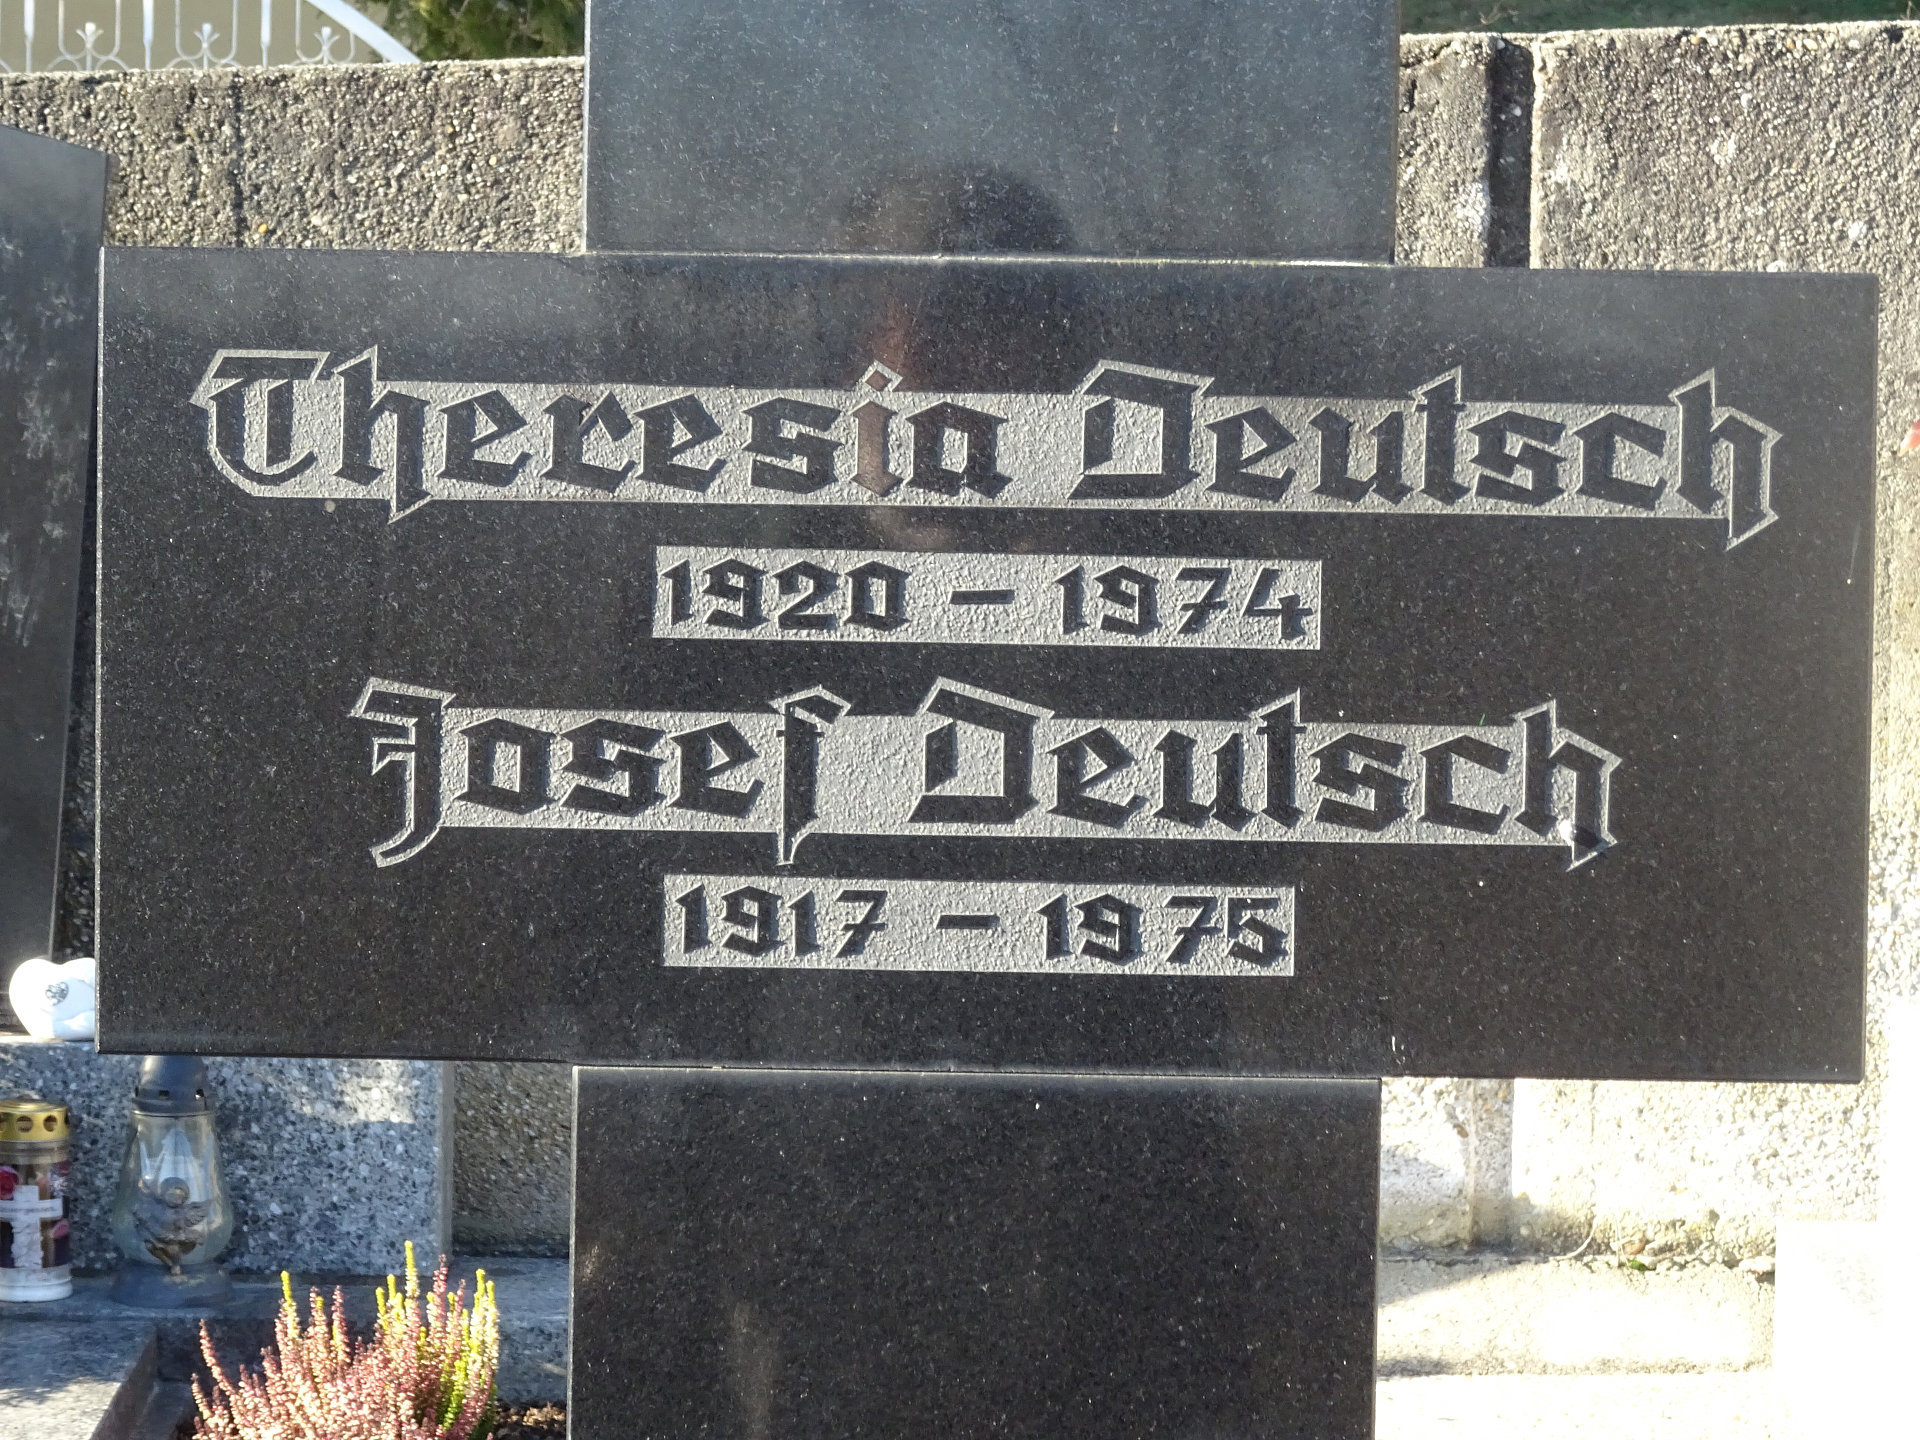 Theresia Deutsch
1920 - 1974
Josef Deutsch
1917 - 1975